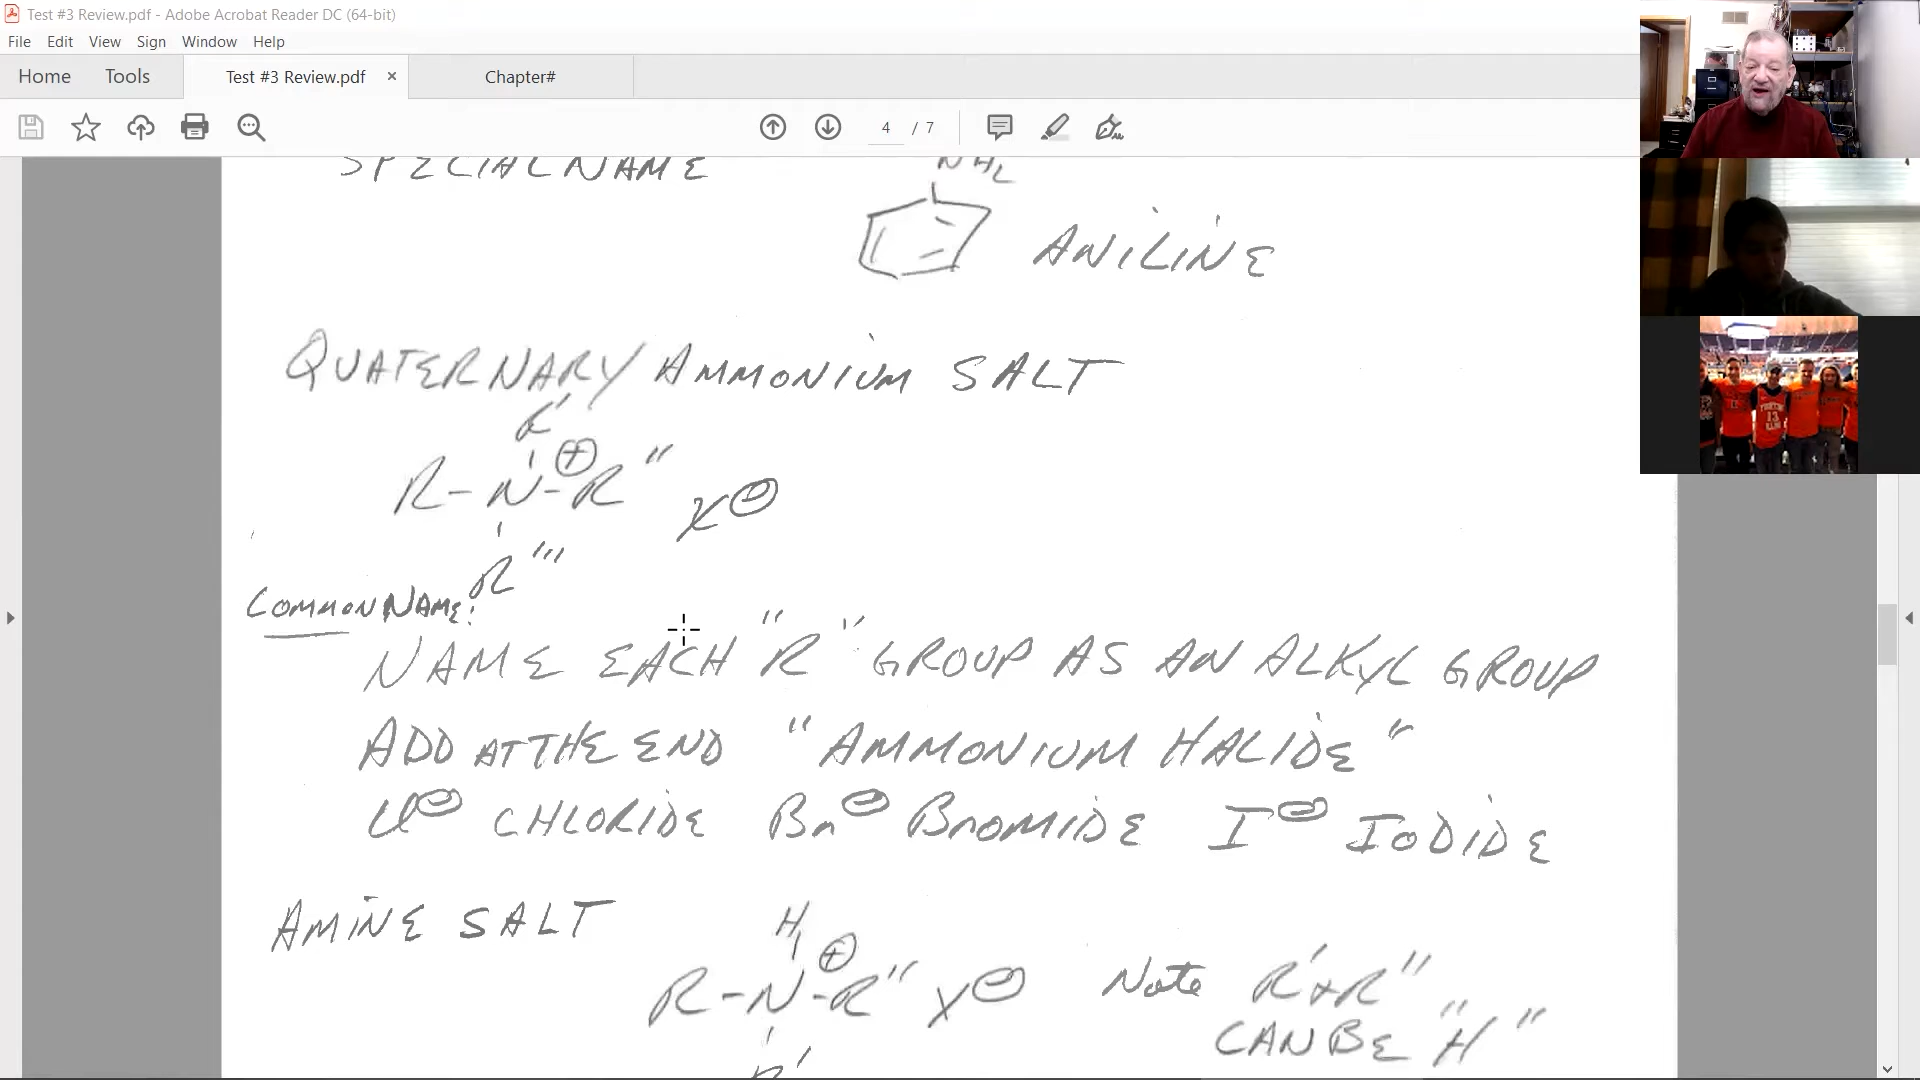 Test #3 Review.pdf - Adobe Acrobat Reader DC (64-bit)
File Edit View Sign Window Help
Home Tools Test #3 Review.pdf × Chapter#
4 / 7
SPECIAL NAME
NH2
ANILINE
QUATERNARY AMMONIUM SALT
R'
R-N-R" X⊖
⊕
R'''
COMMON NAME:
NAME EACH "R" GROUP AS AN ALKYL GROUP
ADD AT THE END "AMMONIUM HALIDE"
Cl⊖ CHLORIDE Br⊖ BROMIDE I⊖ IODIDE
AMINE SALT
H
⊕
R-N-R" X⊖ Note R'+R"
R' CAN BE "H"